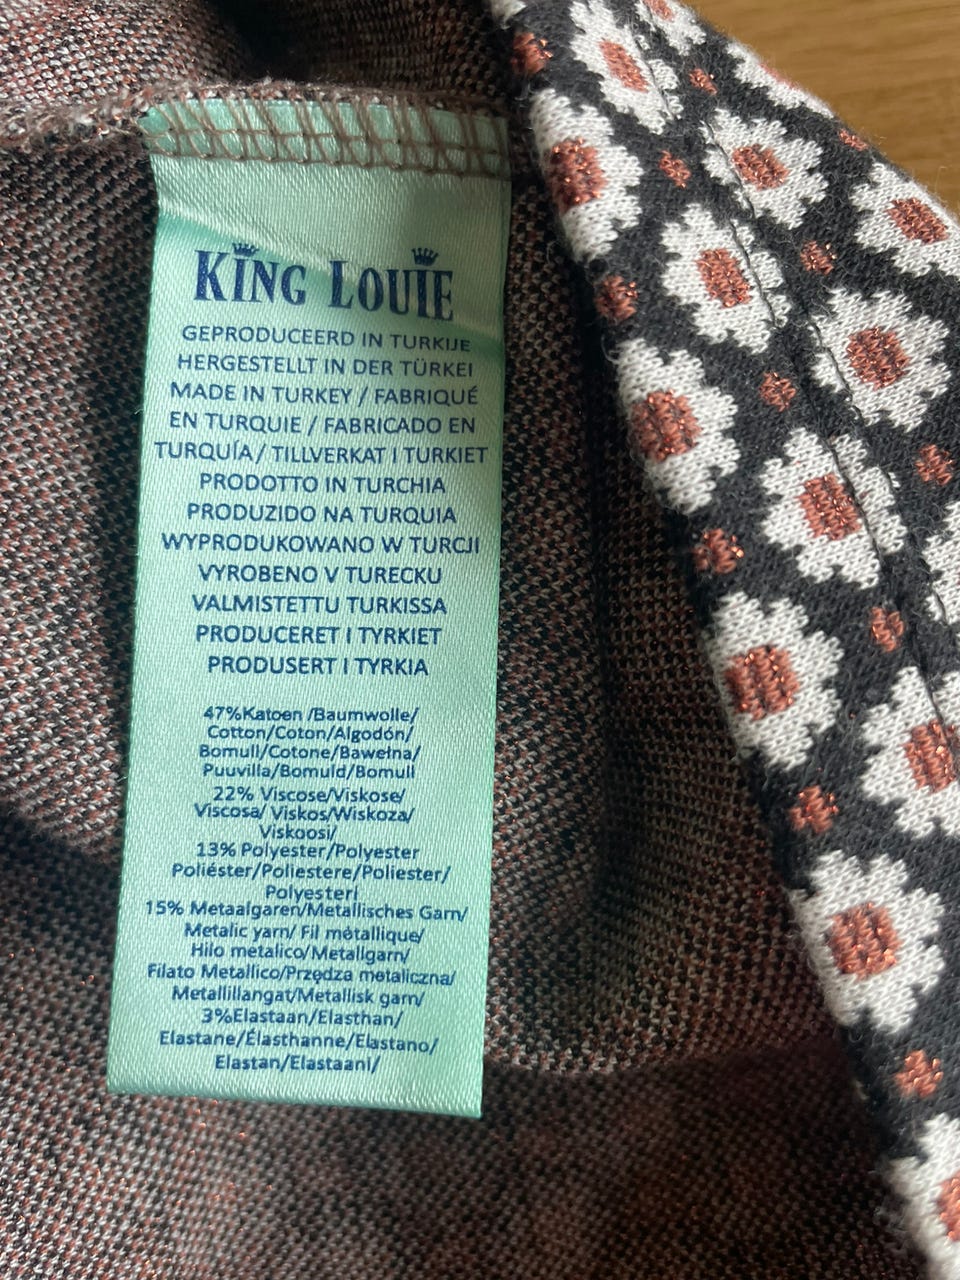 KING LOUIE
GEPRODUCEERD IN TURKIJE
HERGESTELLT IN DER TÜRKEI
MADE IN TURKEY / FABRIQUÉ
EN TURQUIE / FABRICADO EN
TURQUÍA / TILLVERKAT I TURKIET
PRODOTTO IN TURCHIA
PRODUZIDO NA TURQUIA
WYPRODUKOWANO W TURCJI
VYROBENO V TURECKU
VALMISTETTU TURKISSA
PRODUCERET I TYRKIET
PRODUSERT I TYRKIA
47%Katoen /Baumwolle/
Cotton/Coton/Algodón/
Bomull/Cotone/Bawełna/
Puuvilla/Bomuld/Bomull
22% Viscose/Viskose/
Viscosa/ Viskos/Wiskoza/
Viskoosi/
13% Polyester/Polyester
Poliéster/Poliestere/Poliester/
Polyesteri
15% Metaalgaren/Metallisches Garn/
Metalic yarn/ Fil métallique/
Hilo metalico/Metallgarn/
Filato Metallico/Przędza metaliczna/
Metallillangat/Metallisk garn/
3%Elastaan/Elasthan/
Elastane/Élasthanne/Elastano/
Elastan/Elastaani/